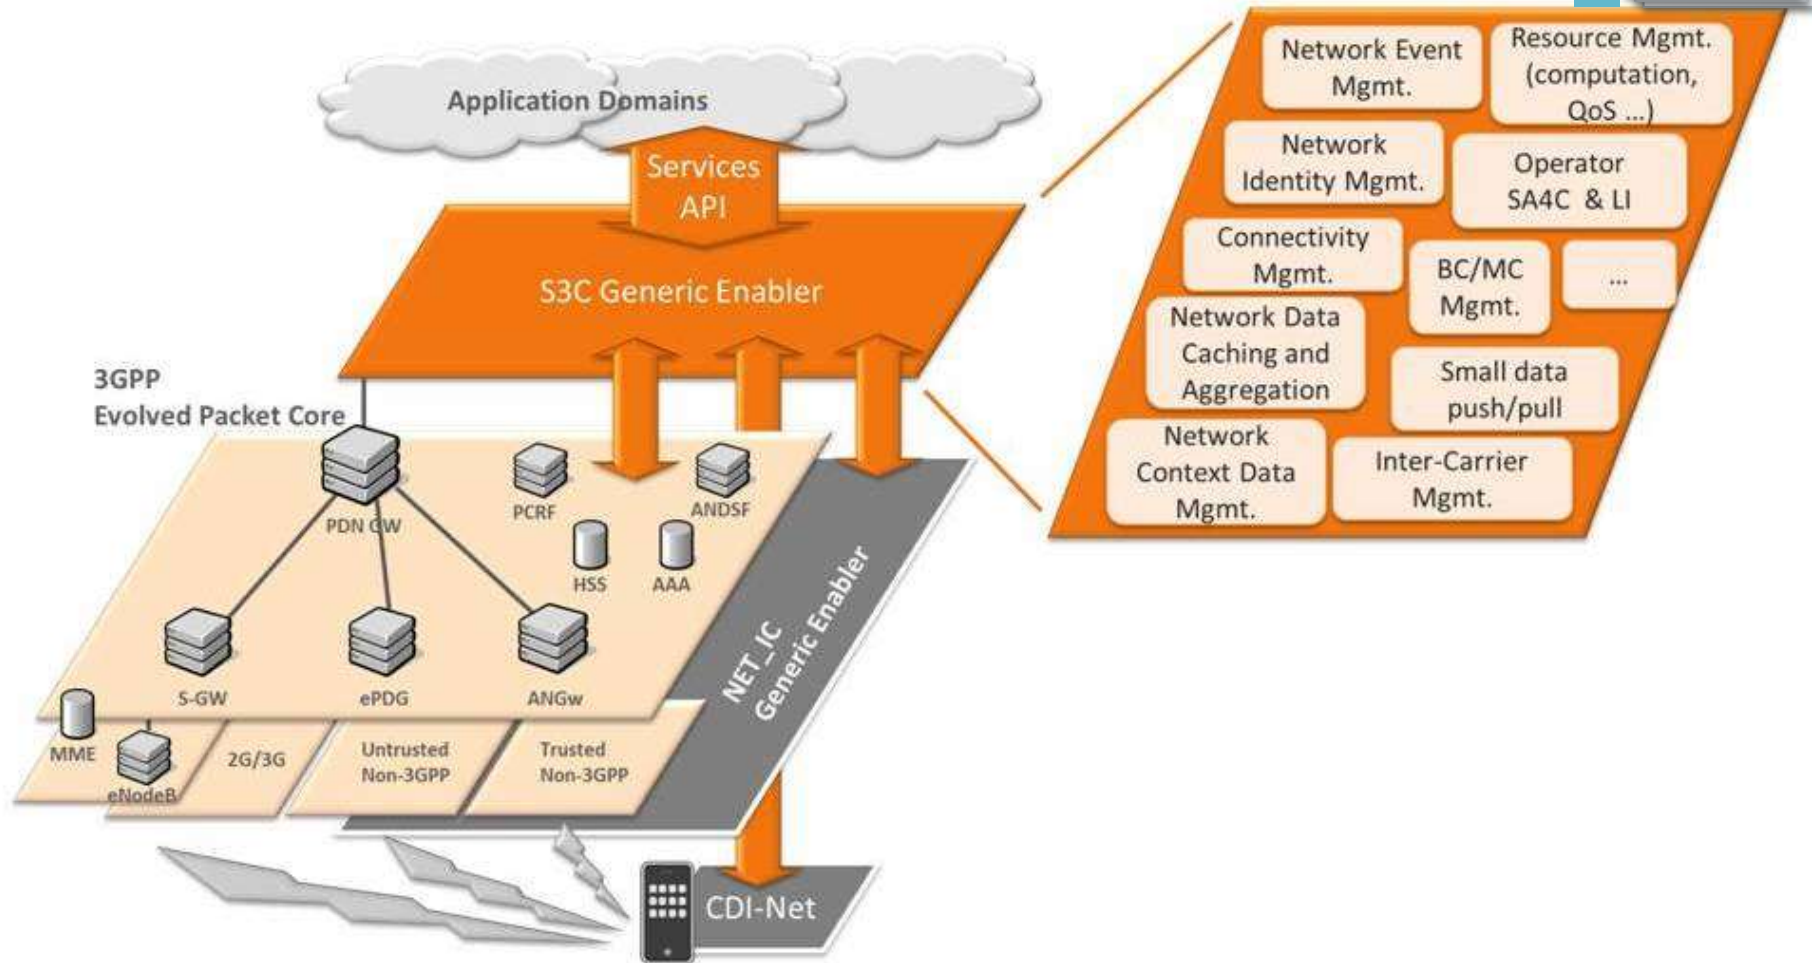 Application Domains
Services
API
S3C Generic Enabler
3GPP
Evolved Packet Core
PDN GW
PCRF
ANDSF
HSS
AAA
S-GW
ePDG
ANGw
MME
eNodeB
2G/3G
Untrusted
Non-3GPP
Trusted
Non-3GPP
NET_IC
Generic Enabler
CDI-Net
Network Event
Mgmt.
Resource Mgmt.
(computation,
QoS ...)
Network
Identity Mgmt.
Operator
SA4C & LI
Connectivity
Mgmt.
BC/MC
Mgmt.
...
Network Data
Caching and
Aggregation
Small data
push/pull
Network
Context Data
Mgmt.
Inter-Carrier
Mgmt.